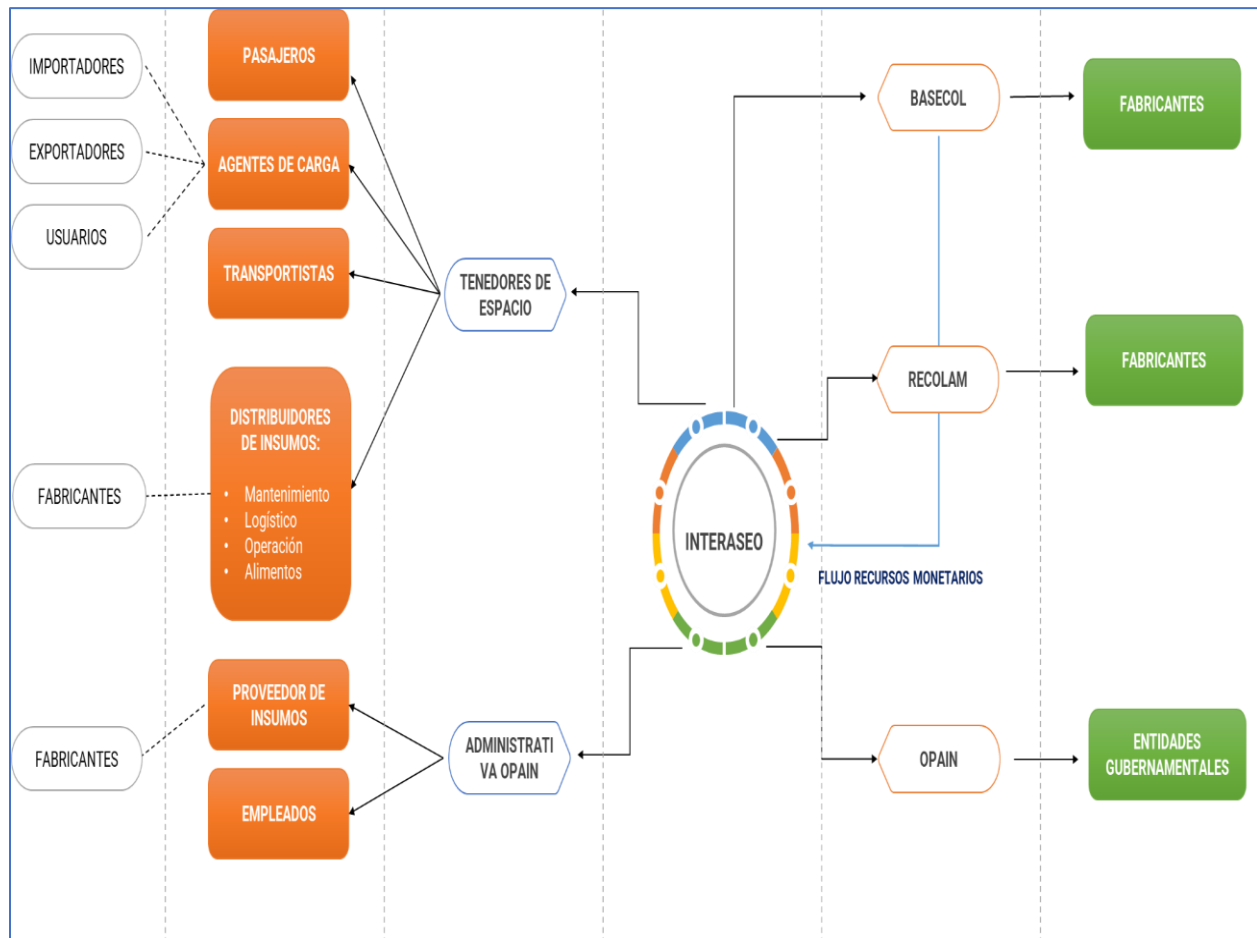 IMPORTADORES
EXPORTADORES
USUARIOS
FABRICANTES
FABRICANTES
PASAJEROS
AGENTES DE CARGA
TRANSPORTISTAS
DISTRIBUIDORES
DE INSUMOS:
• Mantenimiento
• Logístico
• Operación
• Alimentos
PROVEEDOR DE
INSUMOS
EMPLEADOS
TENEDORES DE
ESPACIO
ADMINISTRATI
VA OPAIN
INTERASEO
FLUJO RECURSOS MONETARIOS
BASECOL
RECOLAM
OPAIN
FABRICANTES
FABRICANTES
ENTIDADES
GUBERNAMENTALES